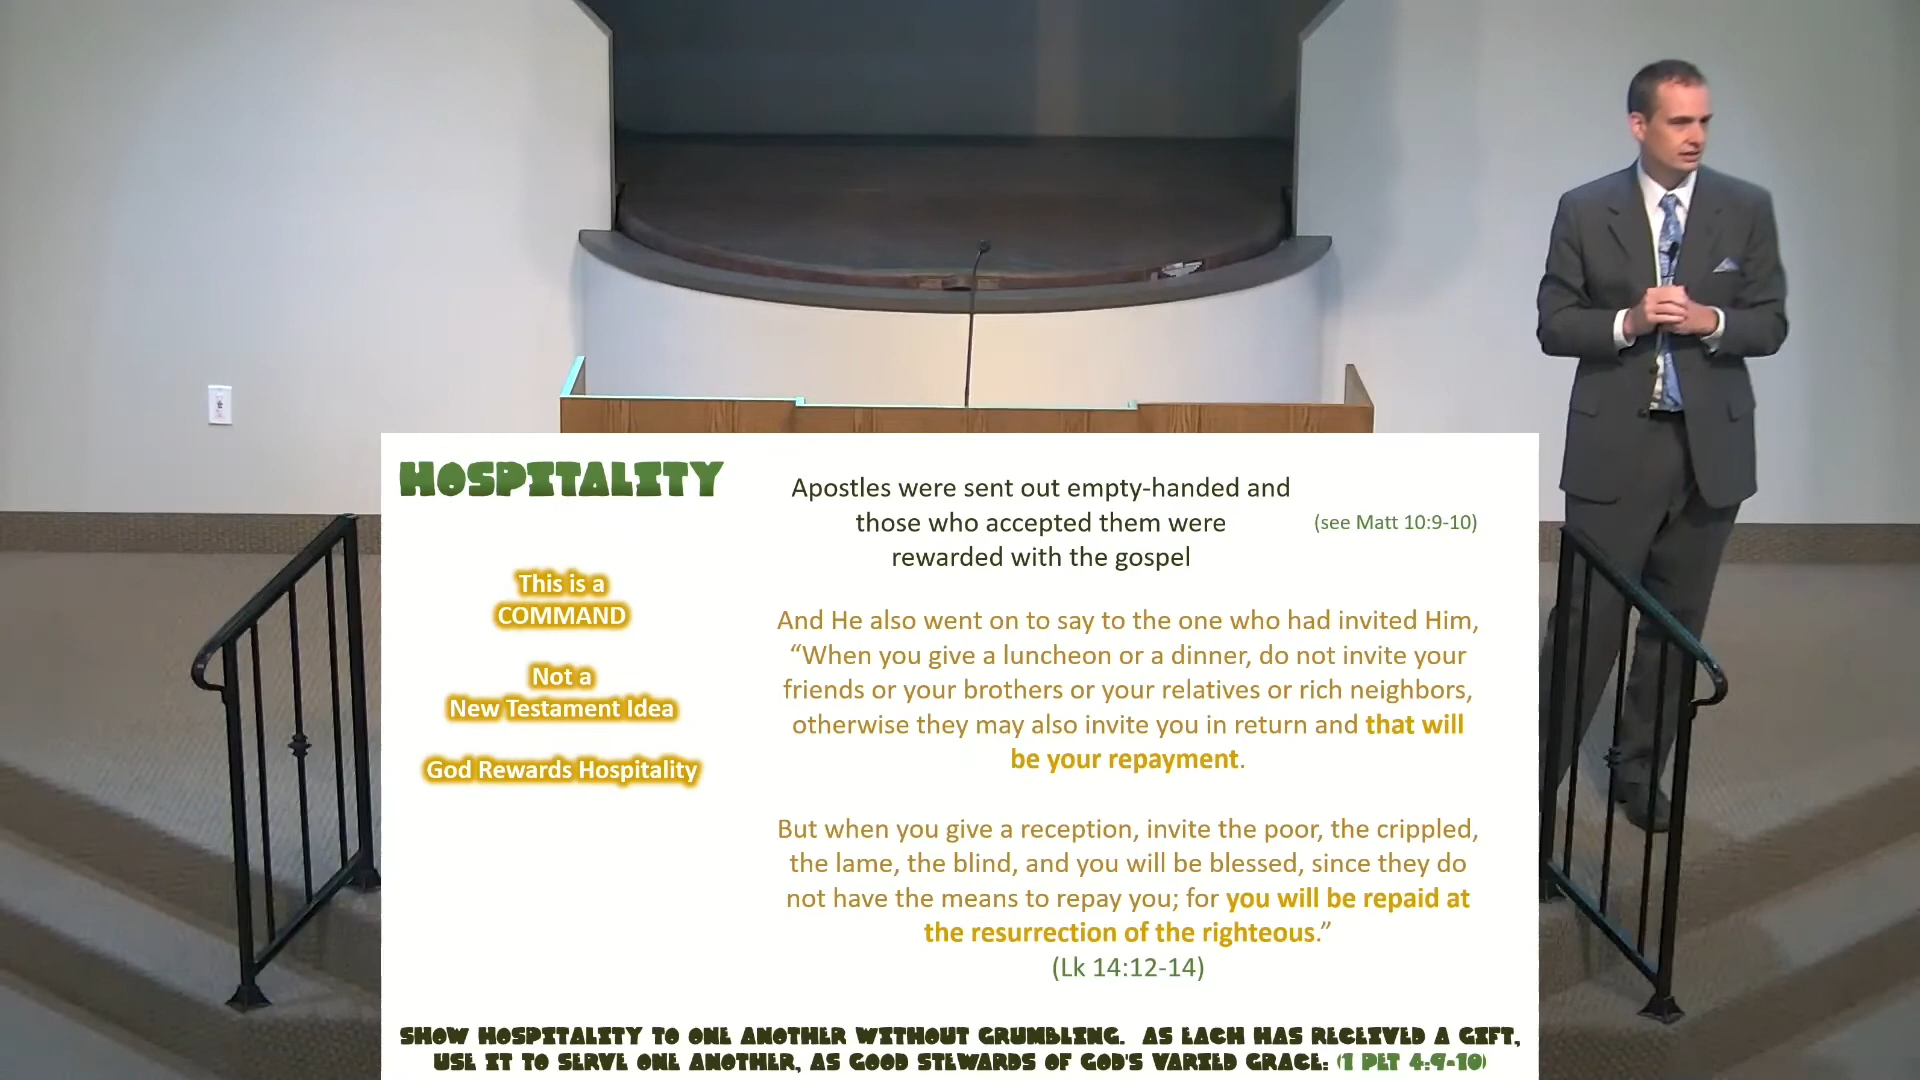 HOSPITALITY
This is a
COMMAND
Not a
New Testament Idea
God Rewards Hospitality
Apostles were sent out empty-handed and
those who accepted them were
rewarded with the gospel
(see Matt 10:9-10)
And He also went on to say to the one who had invited Him,
“When you give a luncheon or a dinner, do not invite your
friends or your brothers or your relatives or rich neighbors,
otherwise they may also invite you in return and that will
be your repayment.
But when you give a reception, invite the poor, the crippled,
the lame, the blind, and you will be blessed, since they do
not have the means to repay you; for you will be repaid at
the resurrection of the righteous.”
(Lk 14:12-14)
SHOW HOSPITALITY TO ONE ANOTHER WITHOUT GRUMBLING. AS EACH HAS RECEIVED A GIFT,
USE IT TO SERVE ONE ANOTHER, AS GOOD STEWARDS OF GOD'S VARIED GRACE: (1 PET 4:9-10)